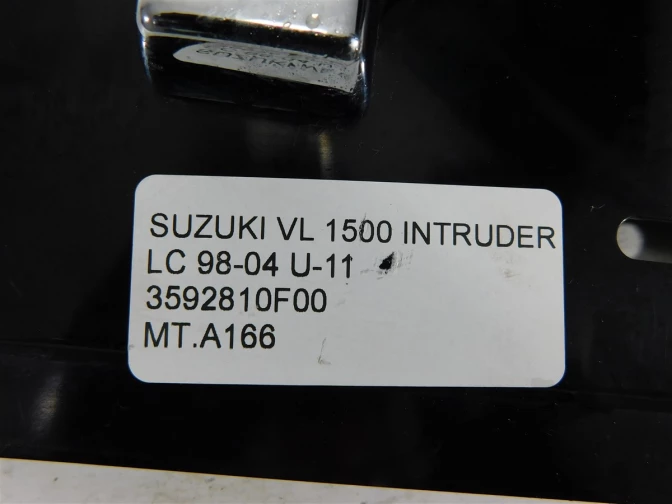 SUZUKI VL 1500 INTRUDER
LC 98-04 U-11
3592810F00
MT.A166